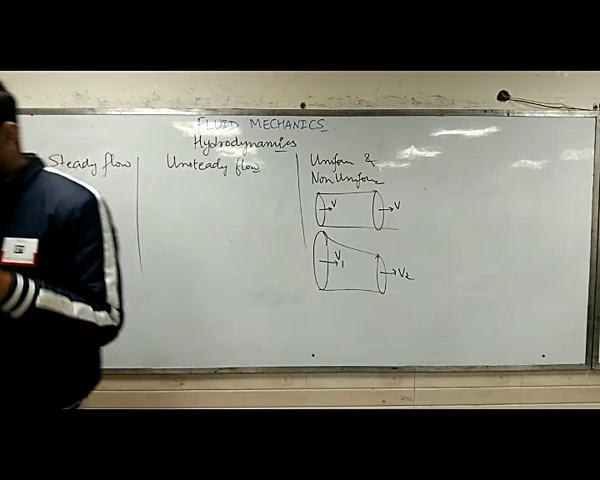 FLUID MECHANICS.
Hydrodynamics
Steady flow
Unsteady flow
Uniform &
Non Uniform
V V
V1
V2